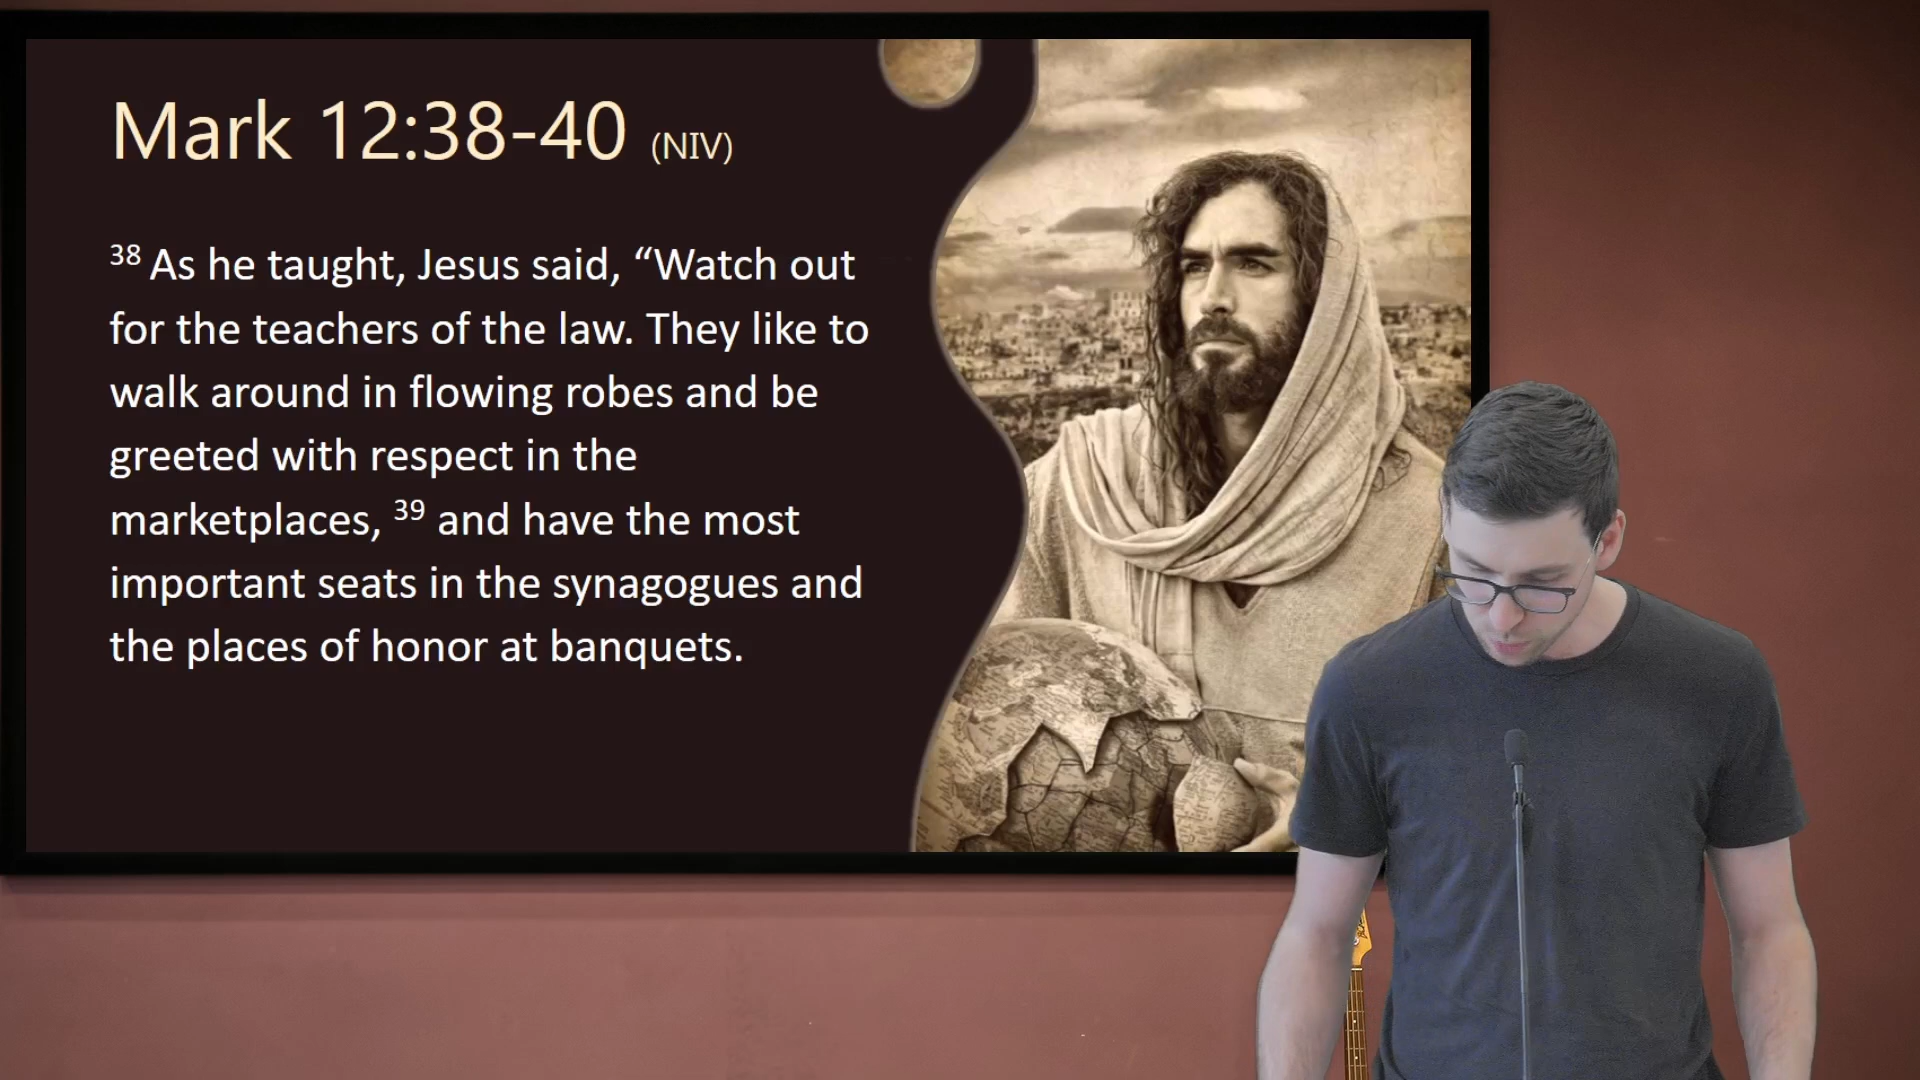 Mark 12:38-40 (NIV)
38 As he taught, Jesus said, “Watch out
for the teachers of the law. They like to
walk around in flowing robes and be
greeted with respect in the
marketplaces, 39 and have the most
important seats in the synagogues and
the places of honor at banquets.